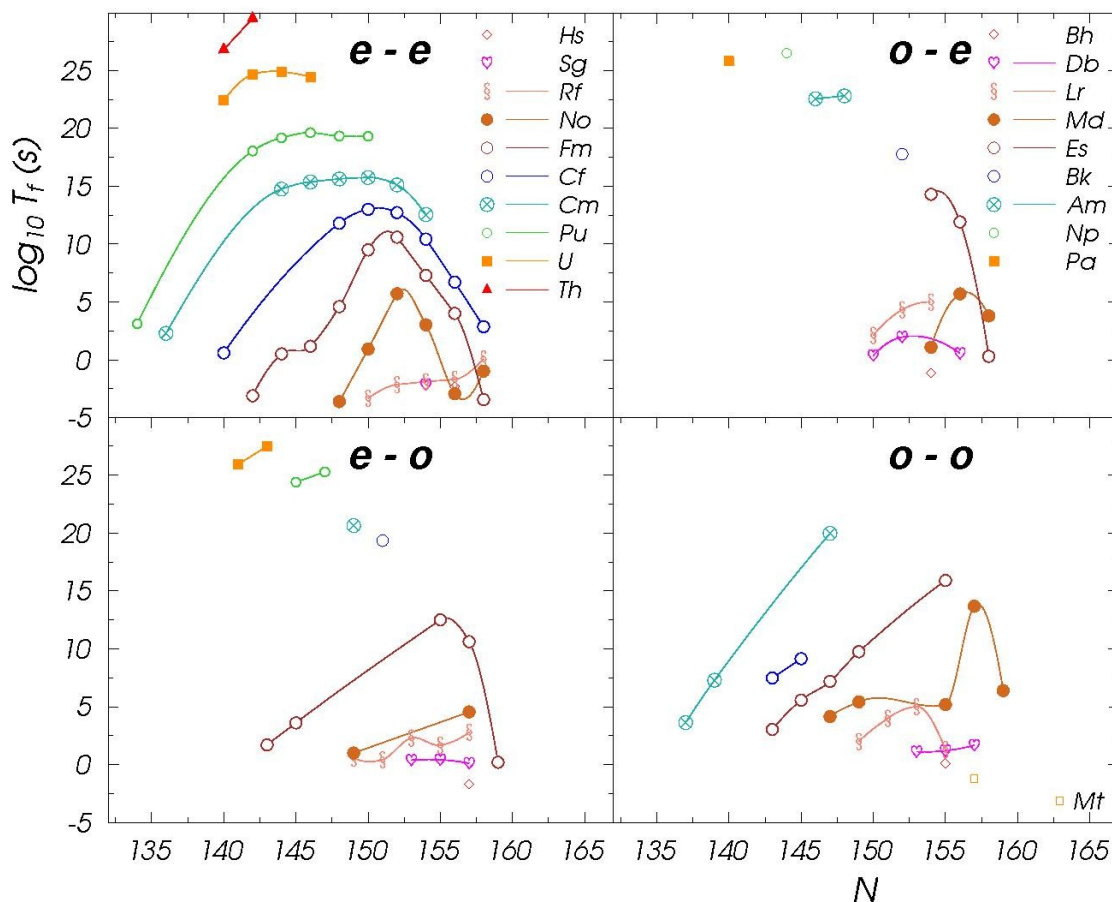 e - e
Hs
Sg
Rf
No
Fm
Cf
Cm
Pu
U
Th
o - e
Bh
Db
Lr
Md
Es
Bk
Am
Np
Pa
e - o
o - o
Mt
log₁₀ T_f (s)
25
20
15
10
5
0
-5
25
20
15
10
5
0
-5
135 140 145 150 155 160 165
135 140 145 150 155 160 165
N